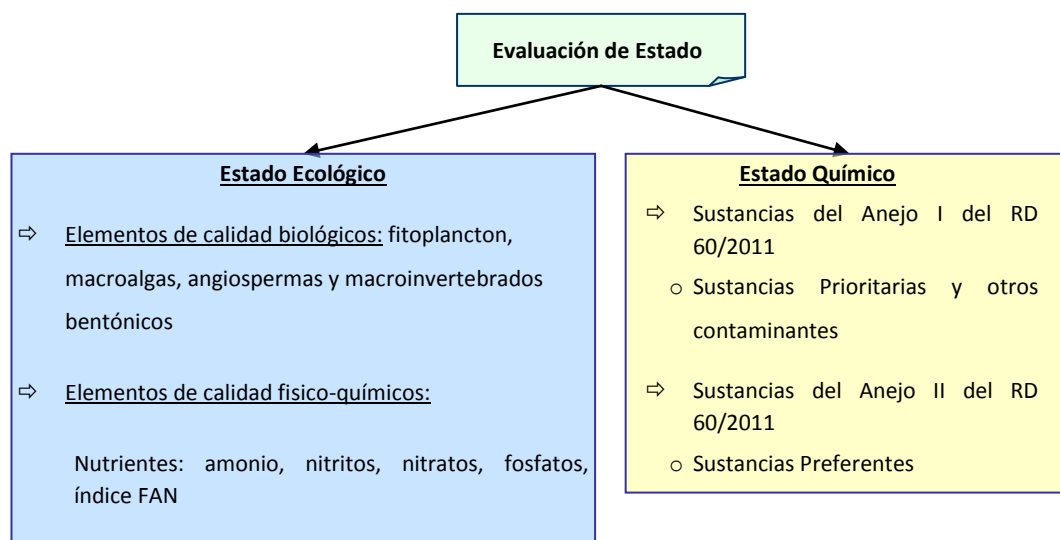 Evaluación de Estado
Estado Ecológico
⇨ Elementos de calidad biológicos: fitoplancton,
macroalgas, angiospermas y macroinvertebrados
bentónicos
⇨ Elementos de calidad fisico-químicos:
Nutrientes: amonio, nitritos, nitratos, fosfatos,
índice FAN
Estado Químico
⇨ Sustancias del Anejo I del RD
60/2011
o Sustancias Prioritarias y otros
contaminantes
⇨ Sustancias del Anejo II del RD
60/2011
o Sustancias Preferentes